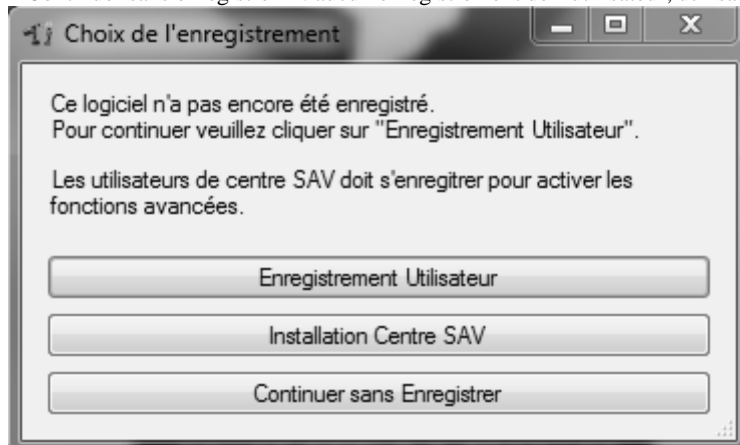 Choix de l'enregistrement
Ce logiciel n'a pas encore été enregistré.
Pour continuer veuillez cliquer sur "Enregistrement Utilisateur".
Les utilisateurs de centre SAV doit s'enregitrer pour activer les
fonctions avancées.
Enregistrement Utilisateur
Installation Centre SAV
Continuer sans Enregistrer